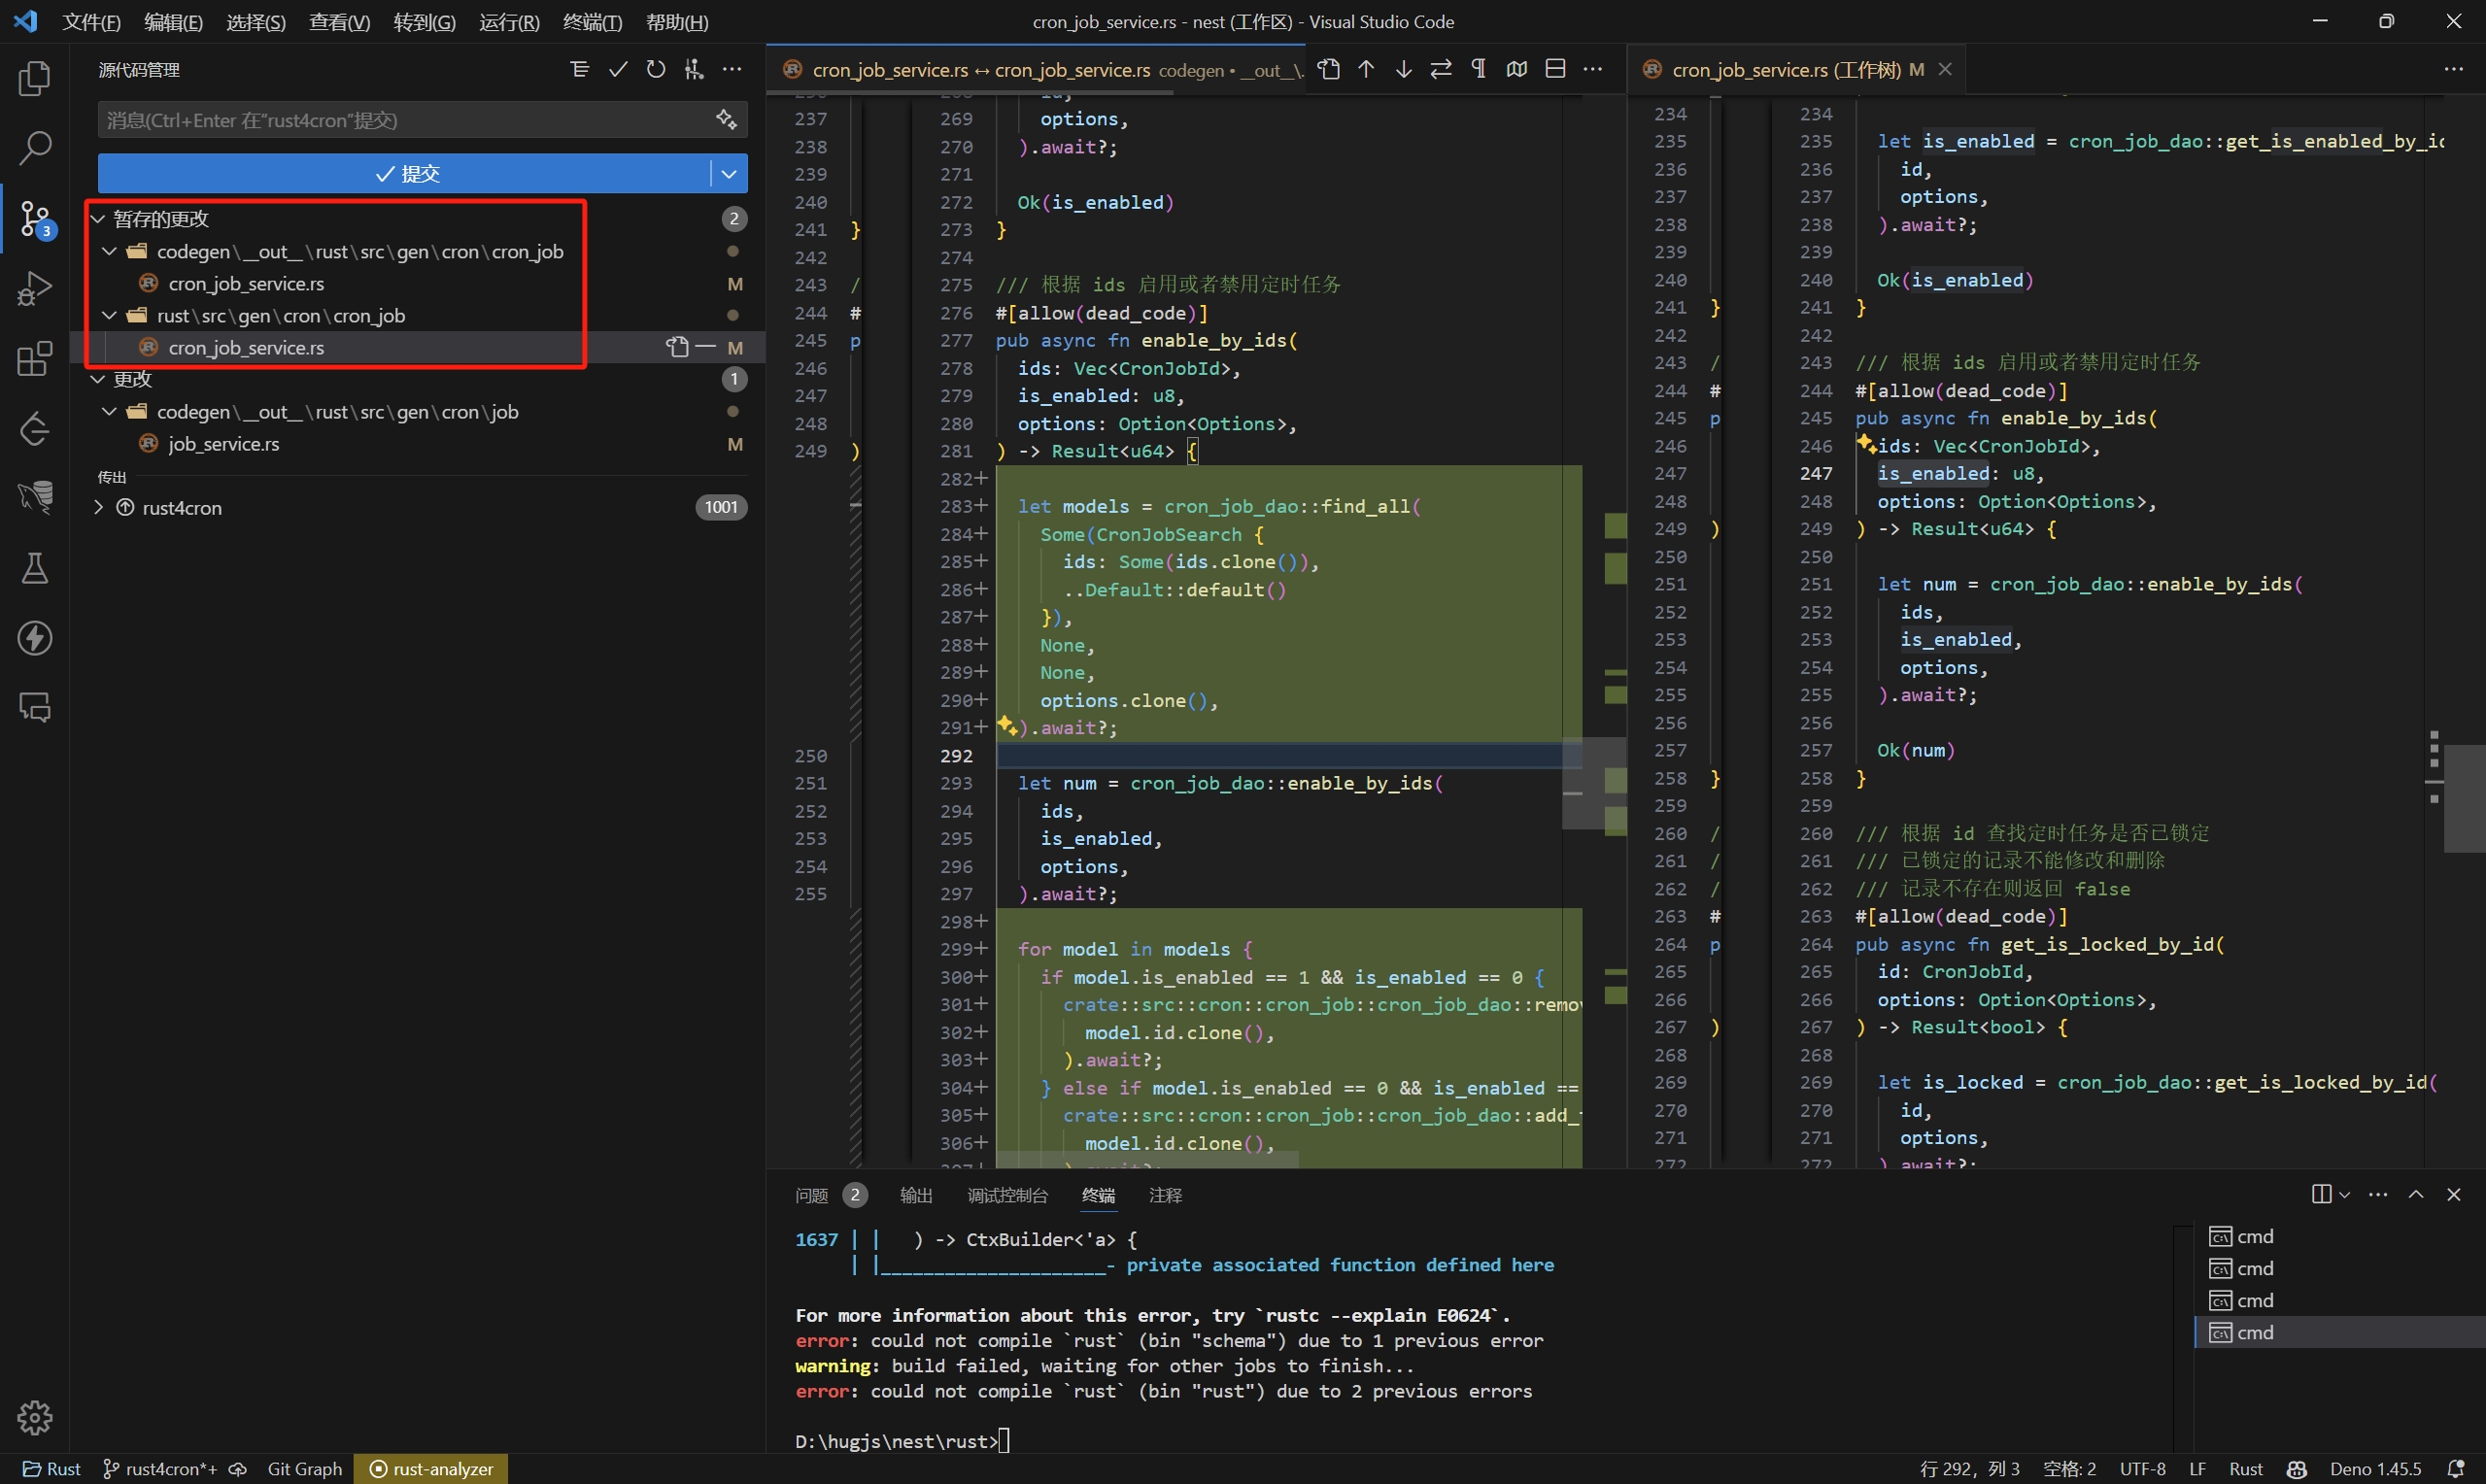 文件(F) 编辑(E) 选择(S) 查看(V) 转到(G) 运行(R) 终端(T) 帮助(H)
cron_job_service.rs - nest (工作区) - Visual Studio Code
源代码管理
消息(Ctrl+Enter 在"rust4cron"提交)
提交
暂存的更改 2
codegen\__out__\rust\src\gen\cron\cron_job
cron_job_service.rs M
rust\src\gen\cron\cron_job
cron_job_service.rs M
更改 1
codegen\__out__\rust\src\gen\cron\job
job_service.rs M
传出
rust4cron 1001
3
cron_job_service.rs ↔ cron_job_service.rs codegen • __out__\.
237 269 options,
238 270 ).await?;
239 271
240 272 Ok(is_enabled)
241 } 273 }
242 274
243 / 275 /// 根据 ids 启用或者禁用定时任务
244 # 276 #[allow(dead_code)]
245 p 277 pub async fn enable_by_ids(
246 278 ids: Vec<CronJobId>,
247 279 is_enabled: u8,
248 280 options: Option<Options>,
249 ) 281 ) -> Result<u64> {
282+
283+ let models = cron_job_dao::find_all(
284+ Some(CronJobSearch {
285+ ids: Some(ids.clone()),
286+ ..Default::default()
287+ }),
288+ None,
289+ None,
290+ options.clone(),
291+ ).await?;
250 292
251 293 let num = cron_job_dao::enable_by_ids(
252 294 ids,
253 295 is_enabled,
254 296 options,
255 297 ).await?;
298+
299+ for model in models {
300+ if model.is_enabled == 1 && is_enabled == 0 {
301+ crate::src::cron::cron_job::cron_job_dao::remov
302+ model.id.clone(),
303+ ).await?;
304+ } else if model.is_enabled == 0 && is_enabled ==
305+ crate::src::cron::cron_job::cron_job_dao::add_
306+ model.id.clone(),
cron_job_service.rs (工作树) M
234 234
235 235 let is_enabled = cron_job_dao::get_is_enabled_by_id
236 236 id,
237 237 options,
238 238 ).await?;
239 239
240 240 Ok(is_enabled)
241 } 241 }
242 242
243 / 243 /// 根据 ids 启用或者禁用定时任务
244 # 244 #[allow(dead_code)]
245 p 245 pub async fn enable_by_ids(
246 246 ids: Vec<CronJobId>,
247 247 is_enabled: u8,
248 248 options: Option<Options>,
249 ) 249 ) -> Result<u64> {
250 250
251 251 let num = cron_job_dao::enable_by_ids(
252 252 ids,
253 253 is_enabled,
254 254 options,
255 255 ).await?;
256 256
257 257 Ok(num)
258 } 258 }
259 259
260 / 260 /// 根据 id 查找定时任务是否已锁定
261 / 261 /// 已锁定的记录不能修改和删除
262 / 262 /// 记录不存在则返回 false
263 # 263 #[allow(dead_code)]
264 p 264 pub async fn get_is_locked_by_id(
265 265 id: CronJobId,
266 266 options: Option<Options>,
267 ) 267 ) -> Result<bool> {
268 268
269 269 let is_locked = cron_job_dao::get_is_locked_by_id(
270 270 id,
271 271 options,
272 272 ).await?;
问题 2 输出 调试控制台 终端 注释
1637 | | ) -> CtxBuilder<'a> {
| |_____________________- private associated function defined here
For more information about this error, try `rustc --explain E0624`.
error: could not compile `rust` (bin "schema") due to 1 previous error
warning: build failed, waiting for other jobs to finish...
error: could not compile `rust` (bin "rust") due to 2 previous errors
D:\hugjs\nest\rust>
cmd
cmd
cmd
cmd
Rust rust4cron*+ Git Graph rust-analyzer
行 292，列 3 空格: 2 UTF-8 LF Rust Deno 1.45.5